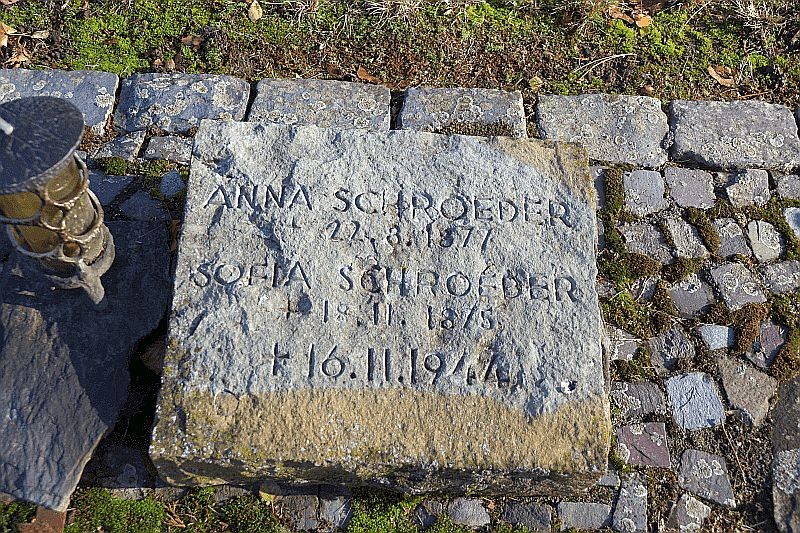 ANNA SCHROEDER
* 22.8.1877
SOFIA SCHROEDER
* 18.11.1875
† 16.11.1944